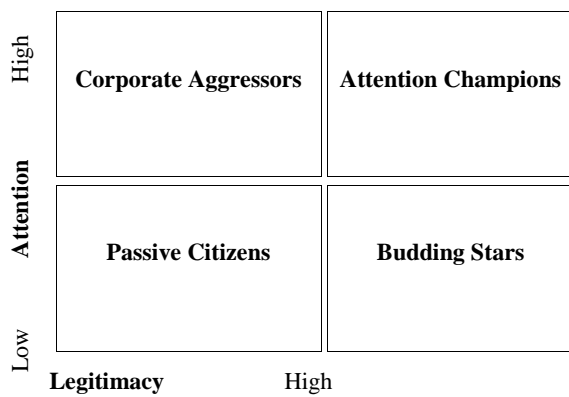 High
Corporate Aggressors
Attention Champions
Attention
Passive Citizens
Budding Stars
Low
Legitimacy
High